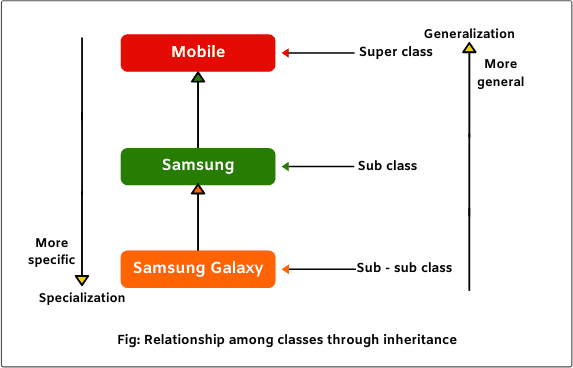 Generalization
Mobile
Super class
More
general
Samsung
Sub class
More
specific
Samsung Galaxy
Sub - sub class
Specialization
Fig: Relationship among classes through inheritance